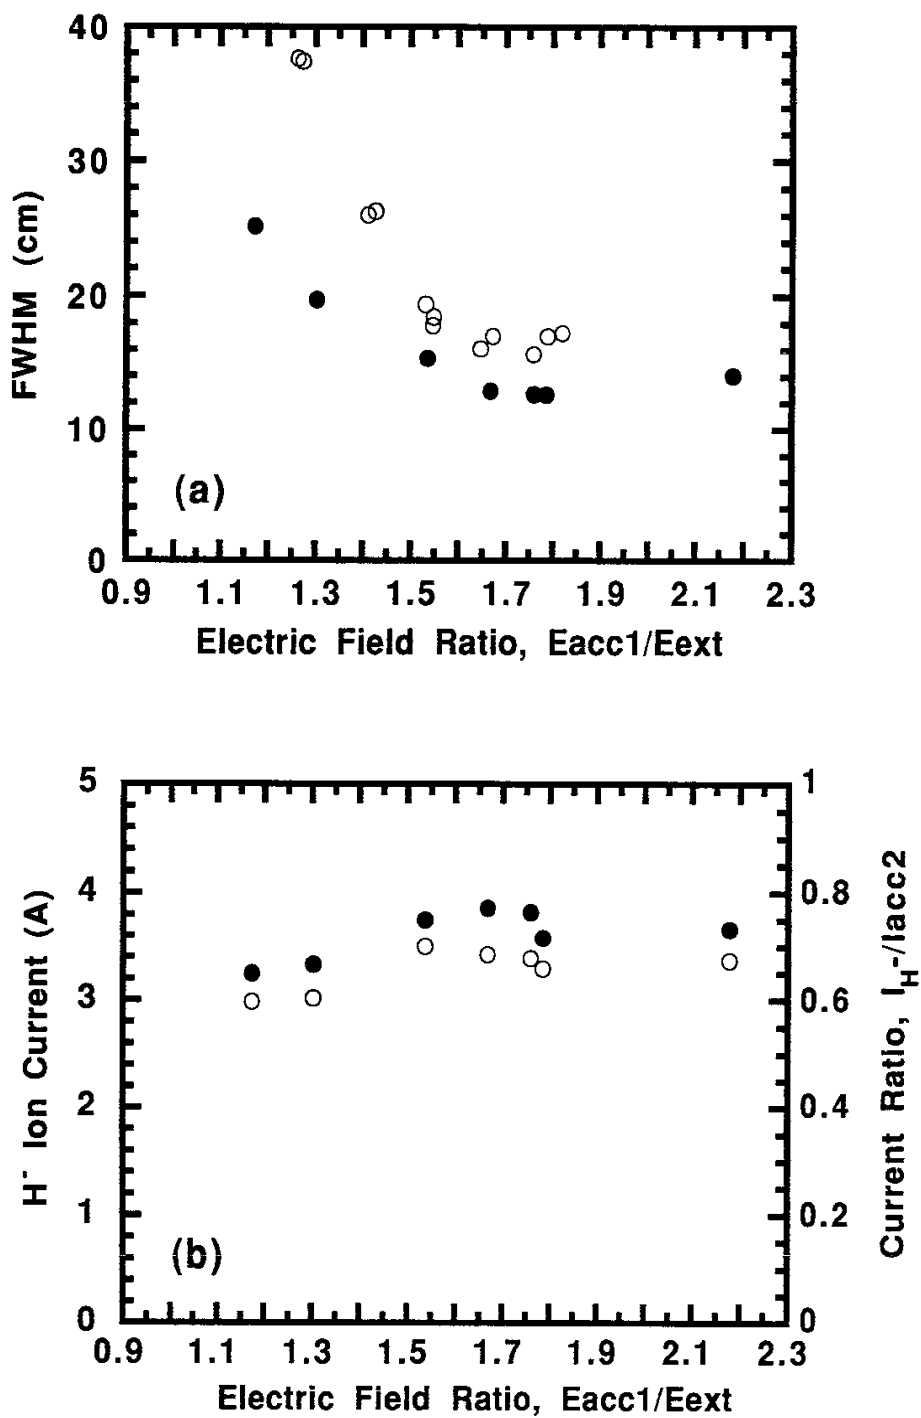 40
30
20
10
0
FWHM (cm)
(a)
0.9 1.1 1.3 1.5 1.7 1.9 2.1 2.3
Electric Field Ratio, Eacc1/Eext
5
4
3
2
1
0
H⁻ Ion Current (A)
1
0.8
0.6
0.4
0.2
0
Current Ratio, I_H⁻/Iacc2
(b)
0.9 1.1 1.3 1.5 1.7 1.9 2.1 2.3
Electric Field Ratio, Eacc1/Eext